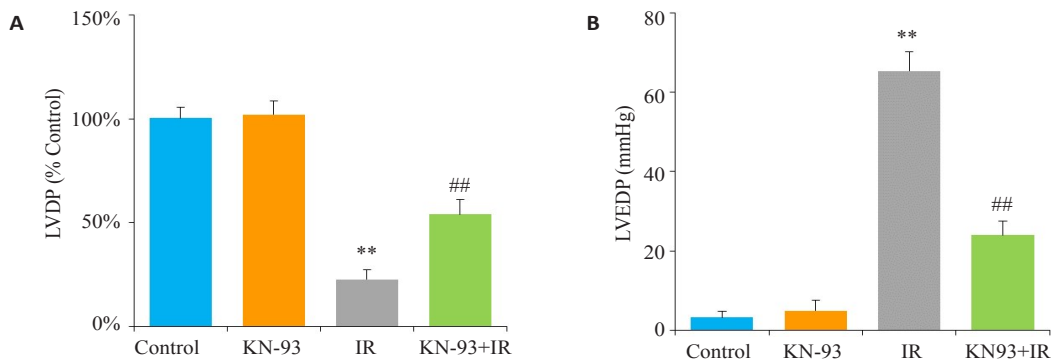 A
LVDP (% Control)
150%
100%
50%
0%
**
##
Control KN-93 IR KN-93+IR
B
LVEDP (mmHg)
80
60
40
20
0
**
##
Control KN-93 IR KN93+IR